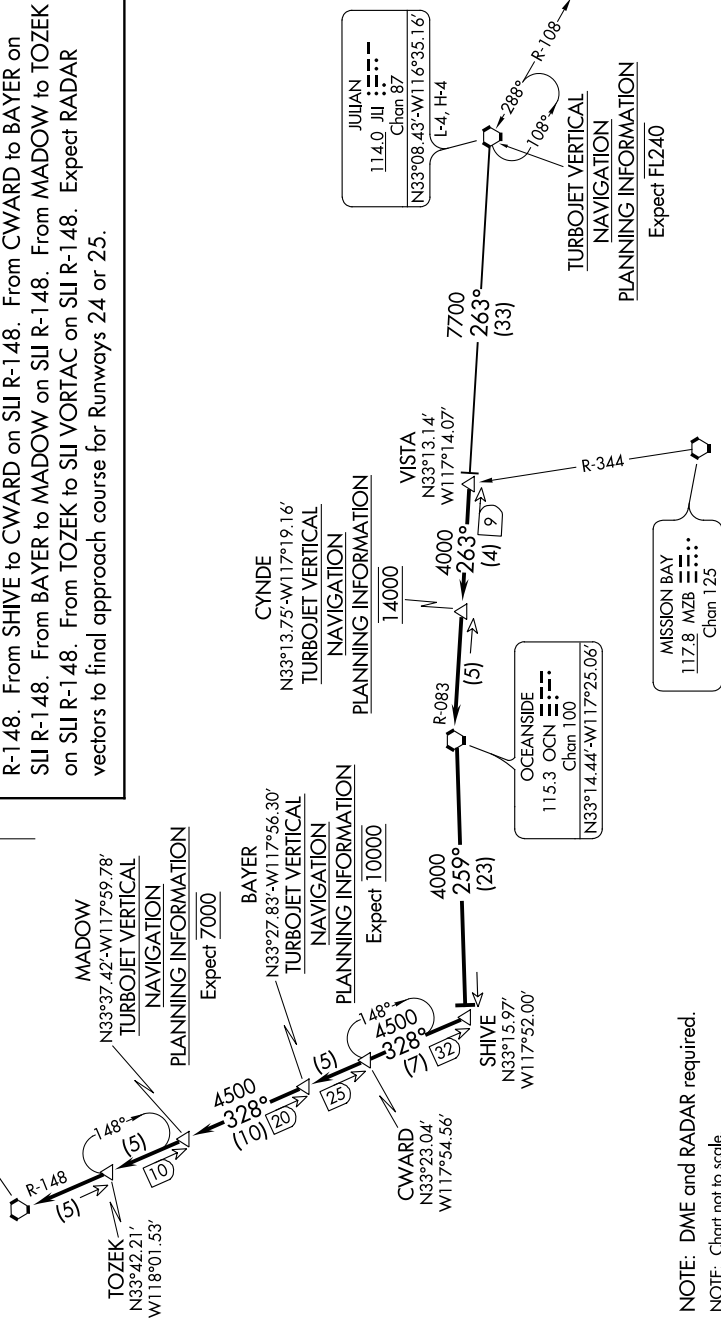 R-148. From SHIVE to CWARD on SLI R-148. From CWARD to BAYER on
SLI R-148. From BAYER to MADOW on SLI R-148. From MADOW to TOZEK
on SLI R-148. From TOZEK to SLI VORTAC on SLI R-148. Expect RADAR
vectors to final approach course for Runways 24 or 25.
R-148
(5)
TOZEK
N33°42.21'
W118°01.53'
148°
(5)
10
MADOW
N33°37.42'-W117°59.78'
TURBOJET VERTICAL
NAVIGATION
PLANNING INFORMATION
Expect 7000
4500
328°
(10)
20
BAYER
N33°27.83'-W117°56.30'
TURBOJET VERTICAL
NAVIGATION
PLANNING INFORMATION
Expect 10000
(5)
25
CWARD
N33°23.04'
W117°54.56'
148°
4500
328°
(7)
32
SHIVE
N33°15.97'
W117°52.00'
4000
259°
(23)
OCEANSIDE
115.3 OCN
Chan 100
N33°14.44'-W117°25.06'
R-083
(5)
CYNDE
N33°13.75'-W117°19.16'
TURBOJET VERTICAL
NAVIGATION
PLANNING INFORMATION
14000
4000
263°
(4)
9
VISTA
N33°13.14'
W117°14.07'
R-344
MISSION BAY
117.8 MZB
Chan 125
7700
263°
(33)
JULIAN
114.0 JLI
Chan 87
N33°08.43'-W116°35.16'
L-4, H-4
288°
108°
R-108
TURBOJET VERTICAL
NAVIGATION
PLANNING INFORMATION
Expect FL240
NOTE: DME and RADAR required.
NOTE: Chart not to scale